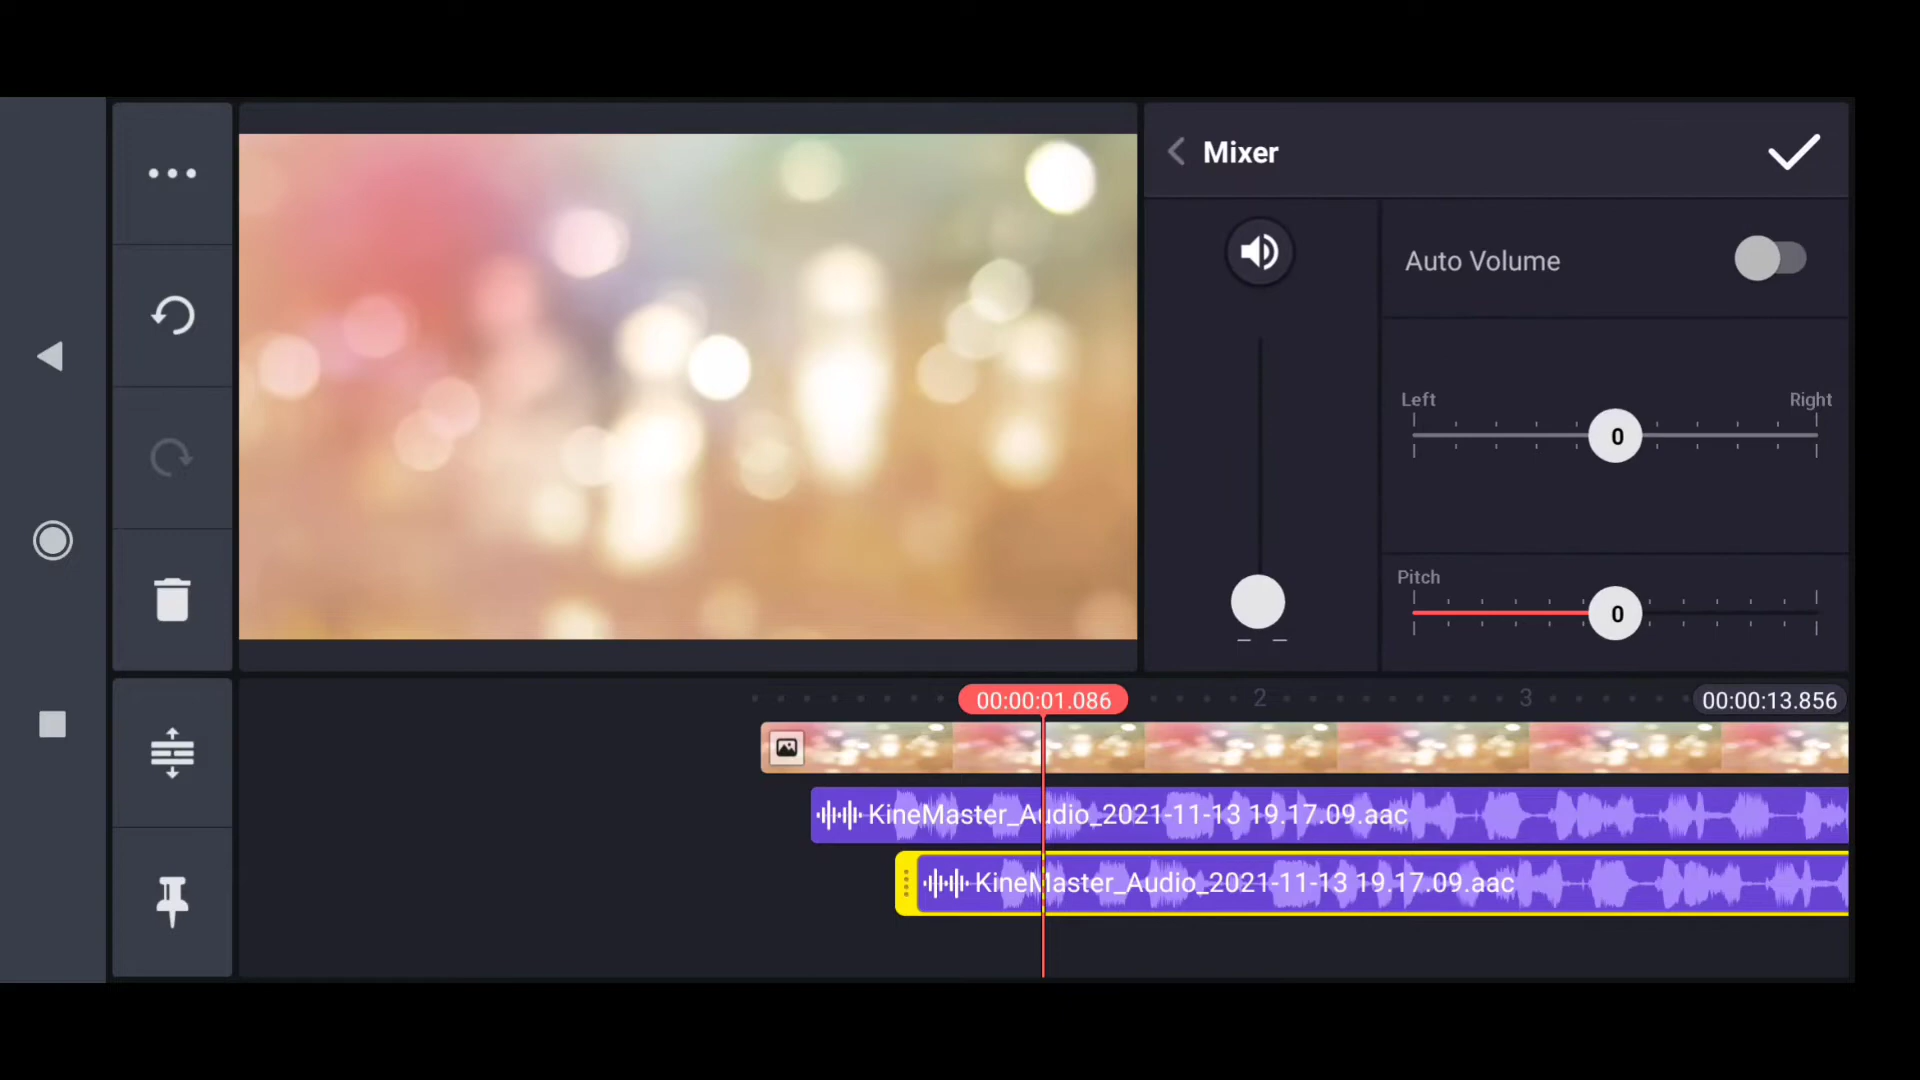 Mixer
Auto Volume
Left
Right
0
Pitch
0
00:00:01.086
2
3
00:00:13.856
KineMaster_Audio_2021-11-13 19.17.09.aac
KineMaster_Audio_2021-11-13 19.17.09.aac